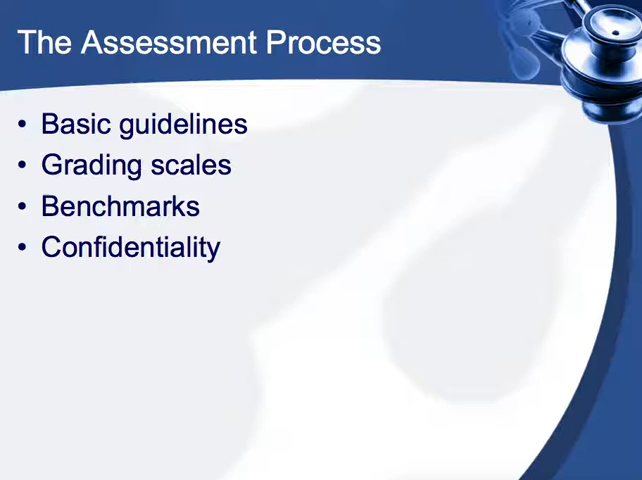 The Assessment Process
• Basic guidelines
• Grading scales
• Benchmarks
• Confidentiality